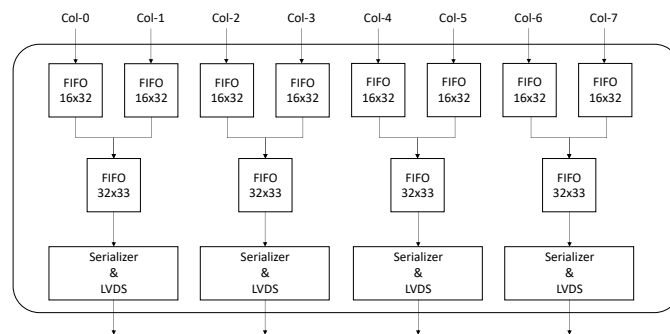 Col-0 Col-1 Col-2 Col-3 Col-4 Col-5 Col-6 Col-7
FIFO FIFO FIFO FIFO FIFO FIFO FIFO FIFO
16x32 16x32 16x32 16x32 16x32 16x32 16x32 16x32
FIFO FIFO FIFO FIFO
32x33 32x33 32x33 32x33
Serializer Serializer Serializer Serializer
& & & &
LVDS LVDS LVDS LVDS